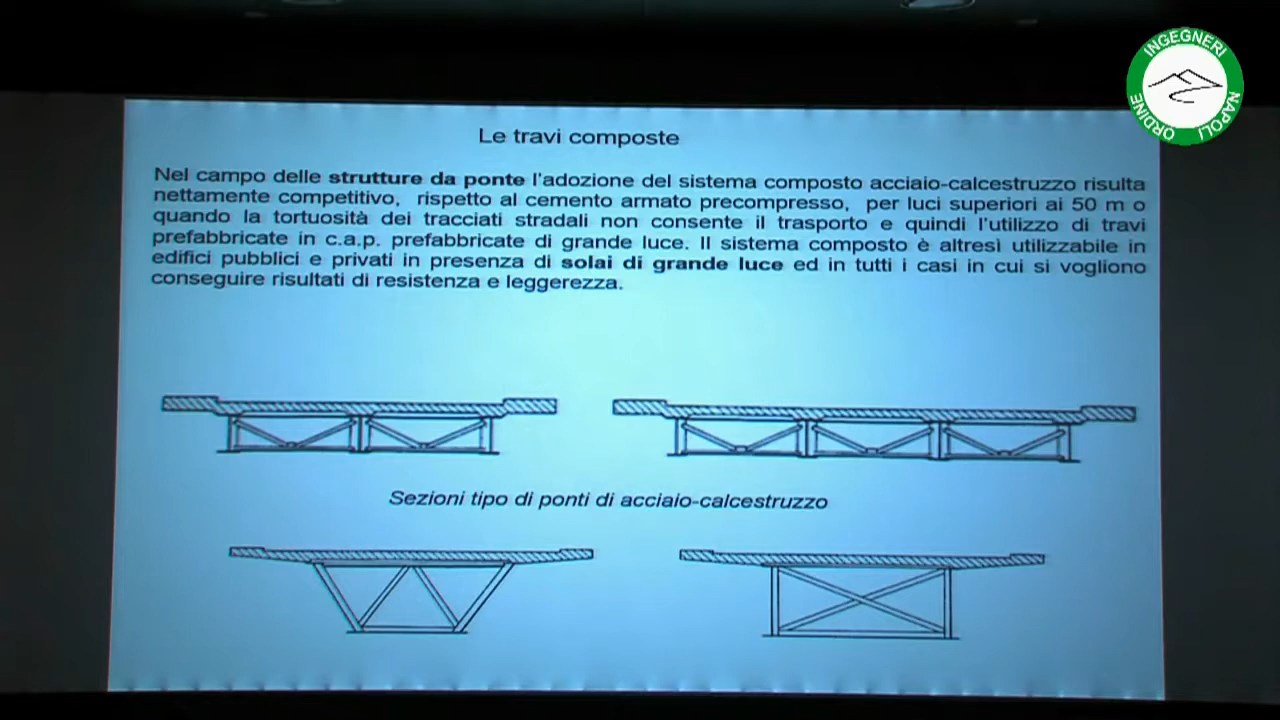 INGEGNERI
ORDINE NAPOLI
Le travi composte
Nel campo delle strutture da ponte l'adozione del sistema composto acciaio-calcestruzzo risulta
nettamente competitivo, rispetto al cemento armato precompresso, per luci superiori ai 50 m o
quando la tortuosità dei tracciati stradali non consente il trasporto e quindi l'utilizzo di travi
prefabbricate in c.a.p. prefabbricate di grande luce. Il sistema composto è altresì utilizzabile in
edifici pubblici e privati in presenza di solai di grande luce ed in tutti i casi in cui si vogliono
conseguire risultati di resistenza e leggerezza.
Sezioni tipo di ponti di acciaio-calcestruzzo